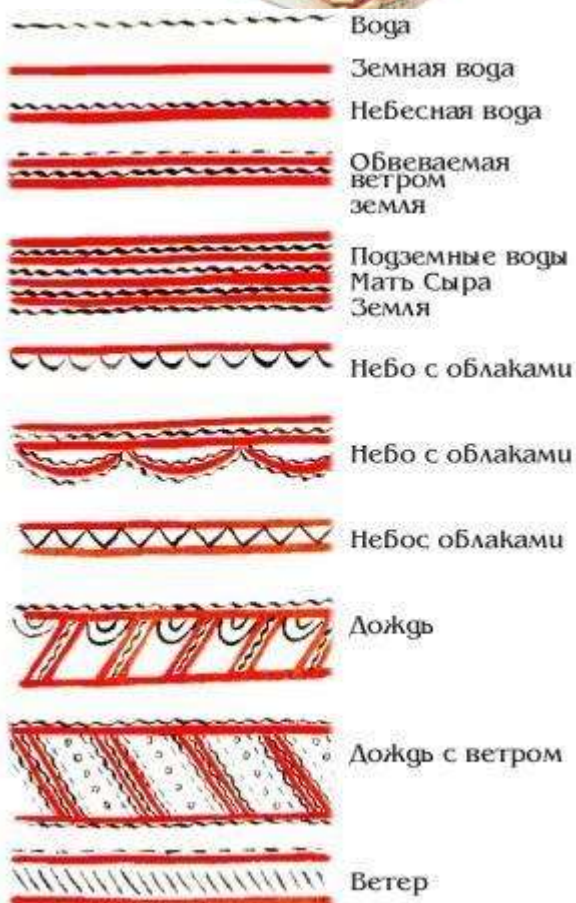 Вода
Земная вода
Небесная вода
Обвеваемая
ветром
земля
Подземные воды
Мать Сыра
Земля
Небо с облаками
Небо с облаками
Небос облаками
Дождь
Дождь с ветром
Ветер